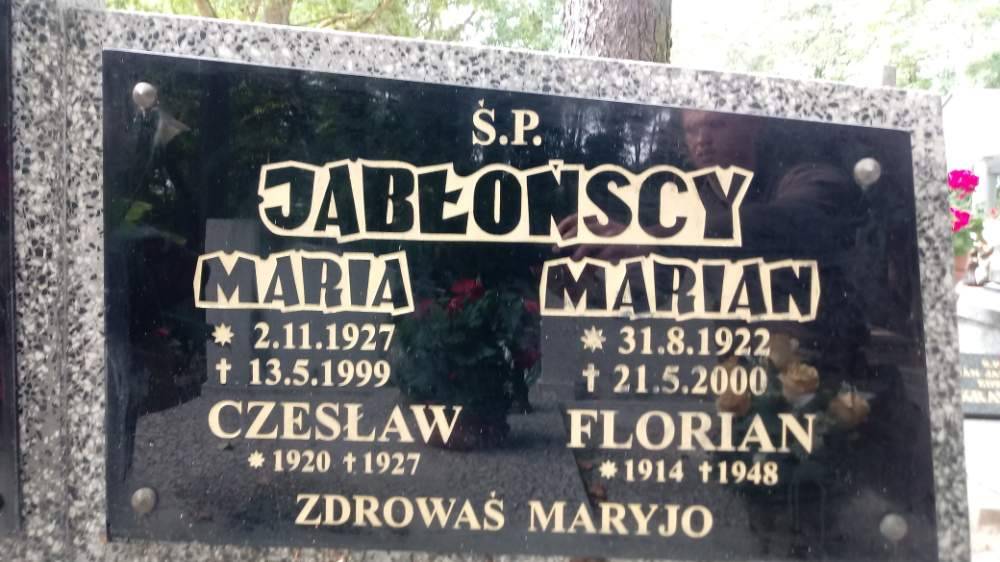 Ś.P.
JABŁOŃSCY
MARIA MARIAN
* 2.11.1927 * 31.8.1922
† 13.5.1999 † 21.5.2000
CZESŁAW FLORIAN
* 1920 † 1927 * 1914 † 1948
ZDROWAŚ MARYJO